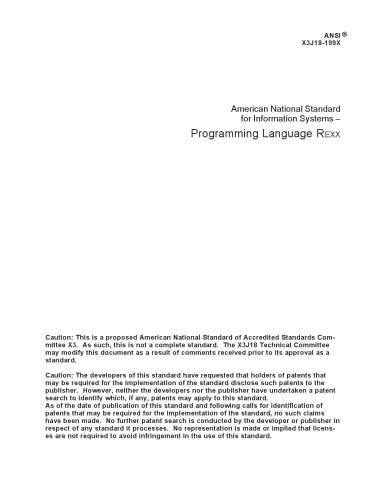 ANSI ®
X3J18-199X
American National Standard
for Information Systems –
Programming Language REXX
Caution: This is a proposed American National Standard of Accredited Standards Com-
mittee X3. As such, this is not a complete standard. The X3J18 Technical Committee
may modify this document as a result of comments received prior to its approval as a
standard.
Caution: The developers of this standard have requested that holders of patents that
may be required for the implementation of the standard disclose such patents to the
publisher. However, neither the developers nor the publisher have undertaken a patent
search to identify which, if any, patents may apply to this standard.
As of the date of publication of this standard and following calls for identification of
patents that may be required for the implementation of the standard, no such claims
have been made. No further patent search is conducted by the developer or publisher in
respect of any standard it processes. No representation is made or implied that licens-
es are not required to avoid infringement in the use of this standard.